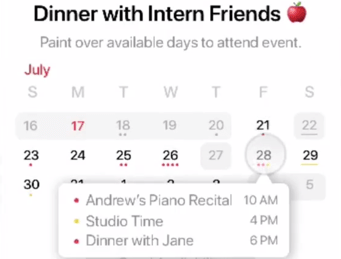 Dinner with Intern Friends 🍎
Paint over available days to attend event.
July
S M T W T F S
16 17 18 19 20 21 22
23 24 25 26 27 28 29
30 5
Andrew's Piano Recital 10 AM
Studio Time 4 PM
Dinner with Jane 6 PM